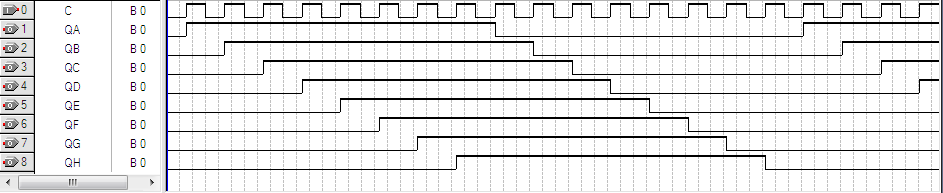 0 C B 0
1 QA B 0
2 QB B 0
3 QC B 0
4 QD B 0
5 QE B 0
6 QF B 0
7 QG B 0
8 QH B 0